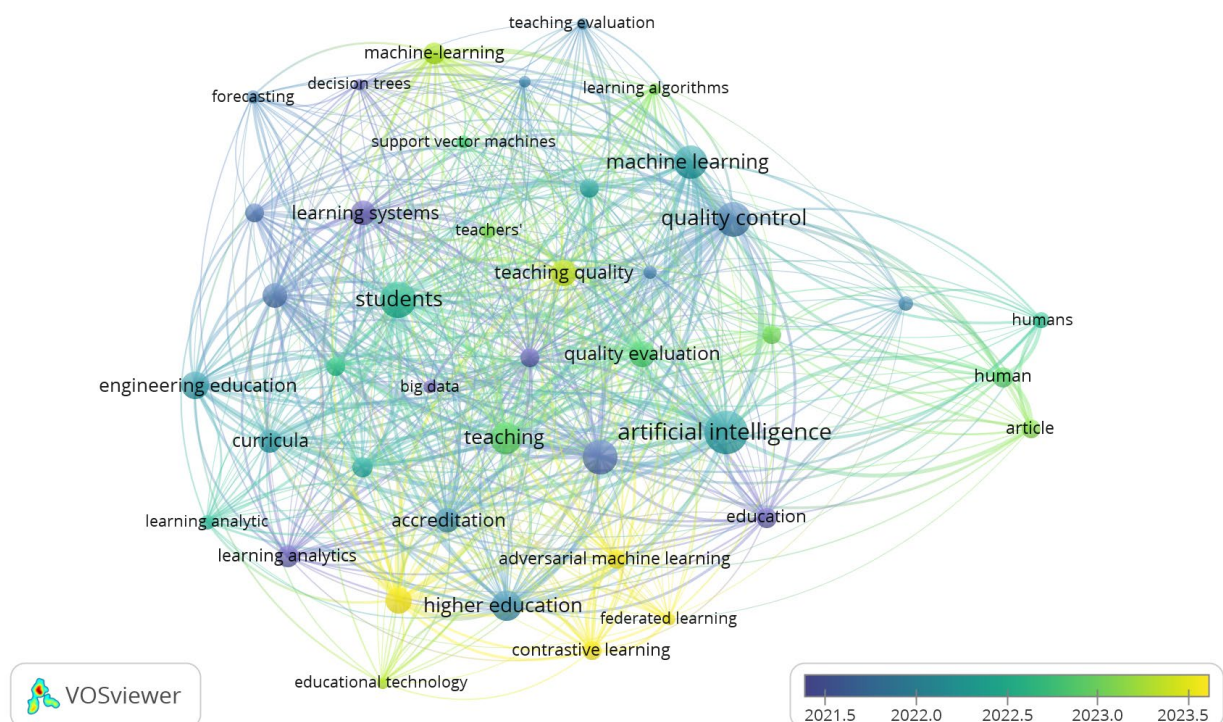 teaching evaluation
machine-learning
decision trees
learning algorithms
forecasting
support vector machines
machine learning
learning systems
quality control
teachers'
teaching quality
students
humans
quality evaluation
human
engineering education
big data
article
teaching
artificial intelligence
curricula
learning analytic
accreditation
education
learning analytics
adversarial machine learning
higher education
federated learning
contrastive learning
educational technology
VOSviewer
2021.5 2022.0 2022.5 2023.0 2023.5